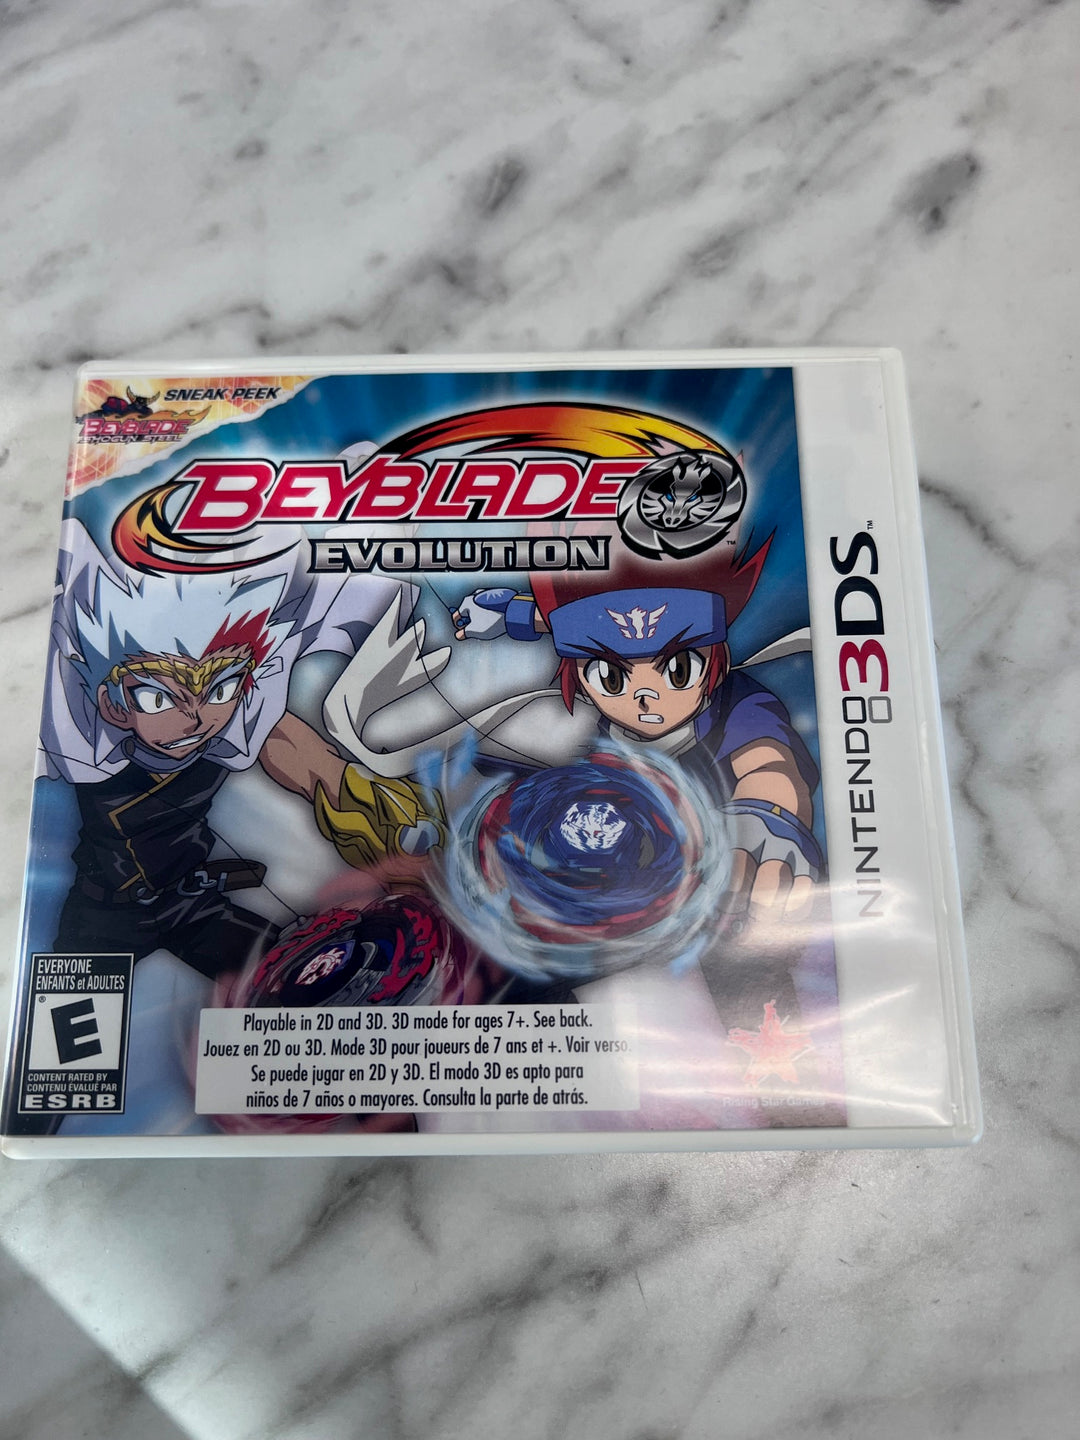 SNEAK PEEK
BEYBLADE
SHOGUN STEEL
BEYBLADE
EVOLUTION
™
NINTENDO3DS™
EVERYONE
ENFANTS et ADULTES
E
®
CONTENT RATED BY
CONTENU ÉVALUÉ PAR
ESRB
Playable in 2D and 3D. 3D mode for ages 7+. See back.
Jouez en 2D ou 3D. Mode 3D pour joueurs de 7 ans et +. Voir verso.
Se puede jugar en 2D y 3D. El modo 3D es apto para
niños de 7 años o mayores. Consulta la parte de atrás.
Rising Star Games